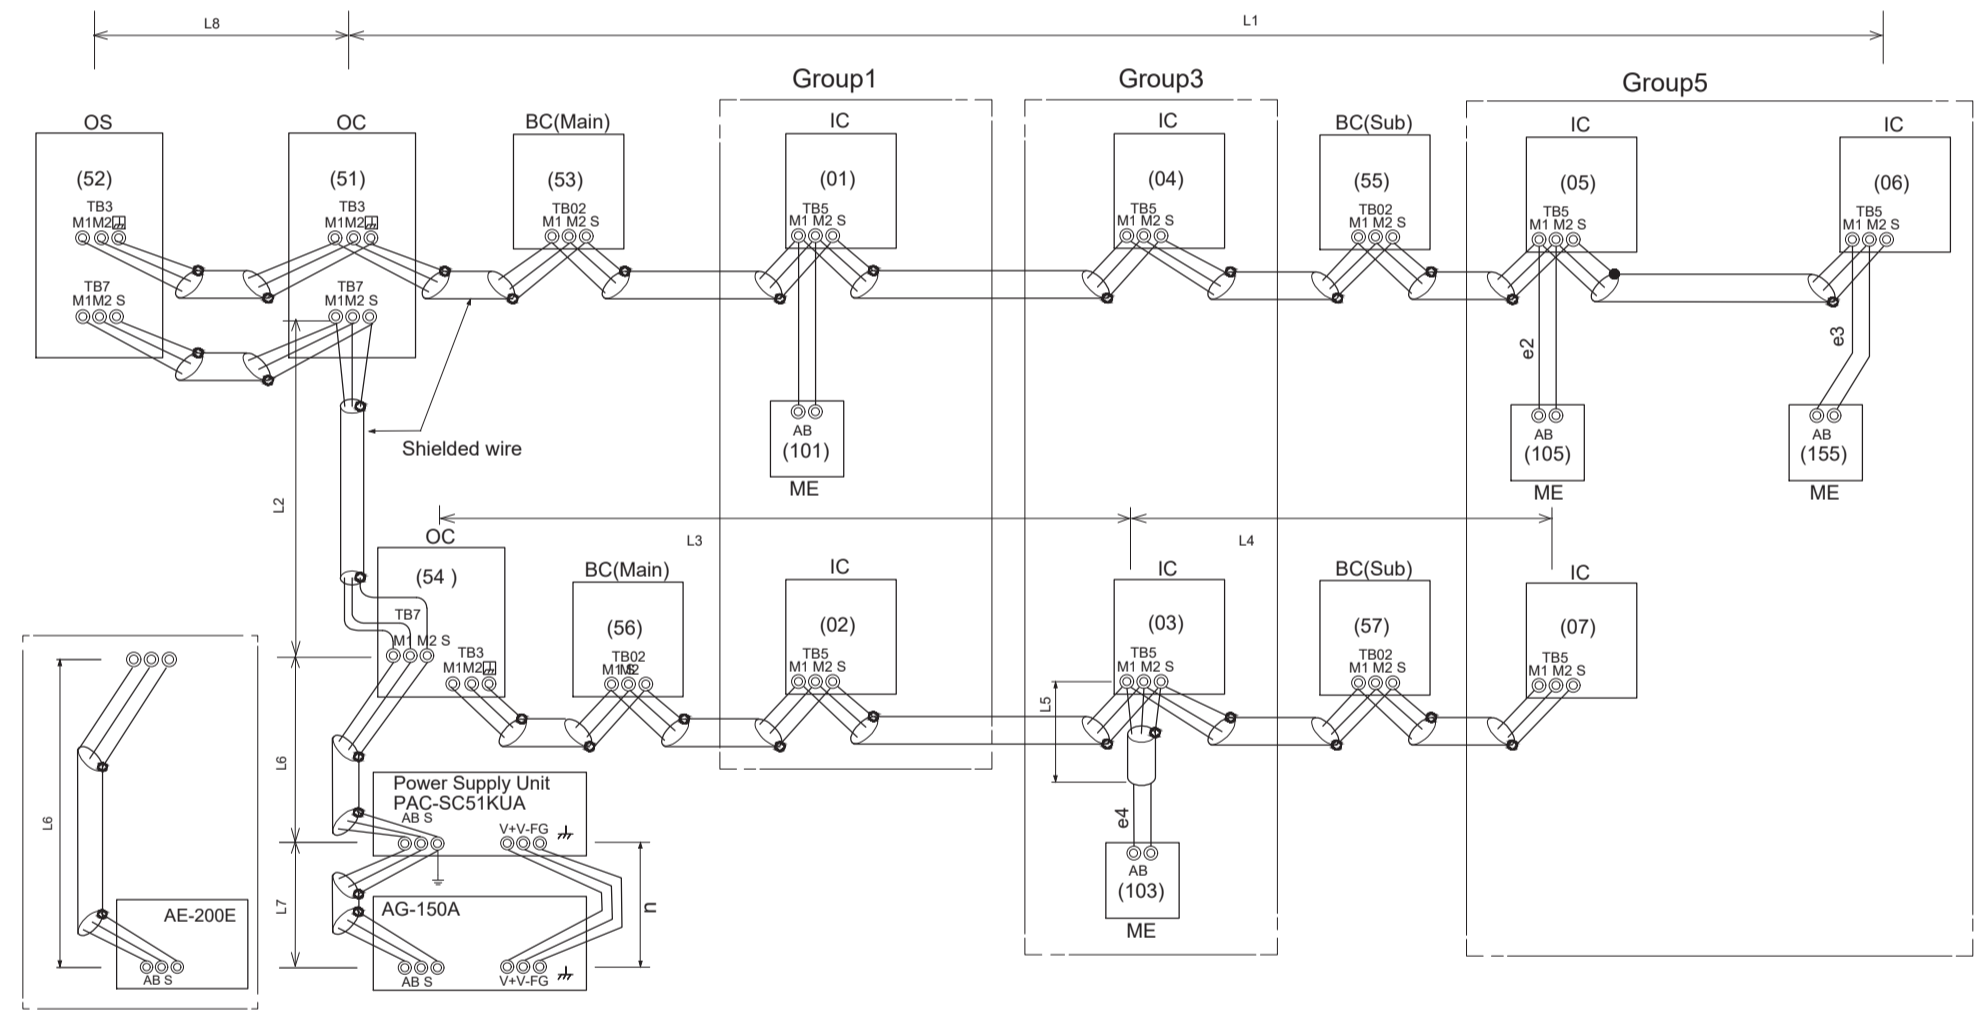 L8
L1
Group1
Group3
Group5
OS
OC
BC(Main)
IC
IC
BC(Sub)
IC
IC
(52)
(51)
(53)
(01)
(04)
(55)
(05)
(06)
TB3
M1M2
TB3
M1M2
TB02
M1 M2 S
TB5
M1 M2 S
TB5
M1 M2 S
TB02
M1 M2 S
TB5
M1 M2 S
TB5
M1 M2 S
TB7
M1M2 S
TB7
M1M2 S
e2
e3
Shielded wire
AB
(101)
ME
AB
(105)
ME
AB
(155)
ME
L2
L3
L4
OC
BC(Main)
IC
IC
BC(Sub)
IC
(54 )
(56)
(02)
(03)
(57)
(07)
TB7
M1 M2 S
TB3
M1M2
TB02
M1 M2 S
TB5
M1 M2 S
TB5
M1 M2 S
TB02
M1 M2 S
TB5
M1 M2 S
L5
L6
Power Supply Unit
PAC-SC51KUA
AB S
V+V-FG
e4
AB
(103)
ME
L7
AG-150A
n
AB S
V+V-FG
L6
AE-200E
AB S